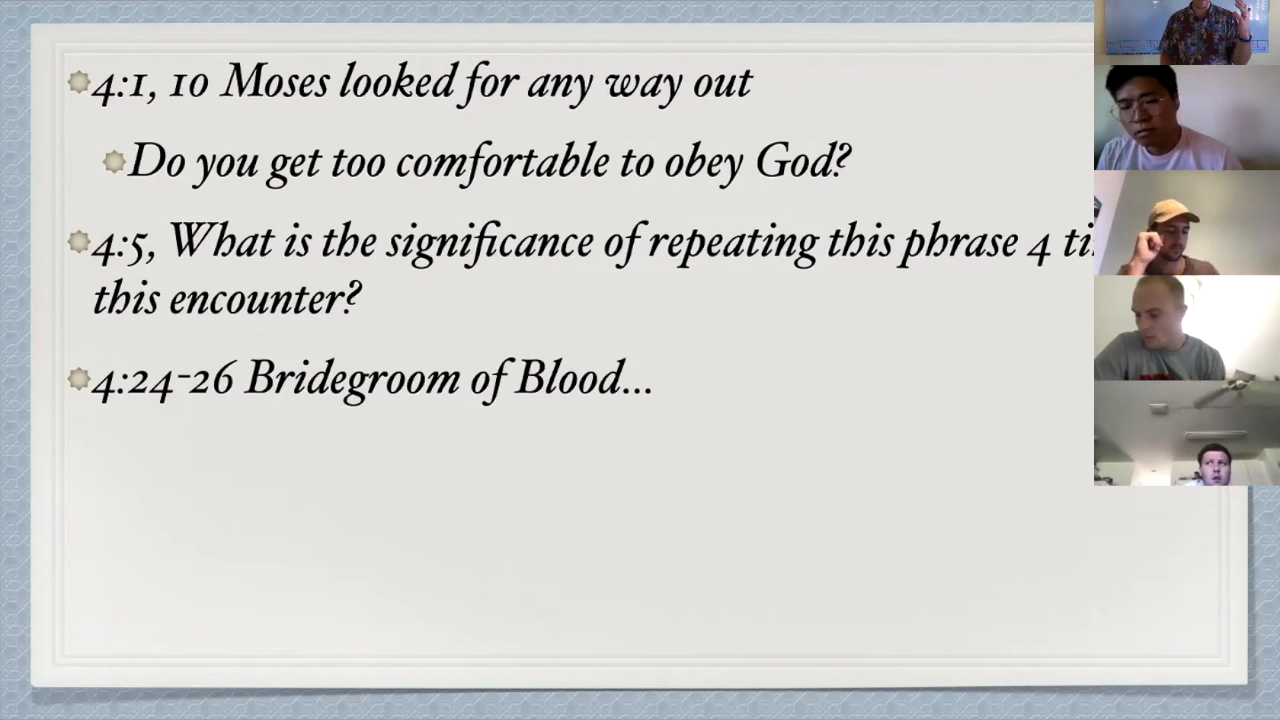 4:1, 10 Moses looked for any way out
Do you get too comfortable to obey God?
4:5, What is the significance of repeating this phrase 4
this encounter?
4:24-26 Bridegroom of Blood...